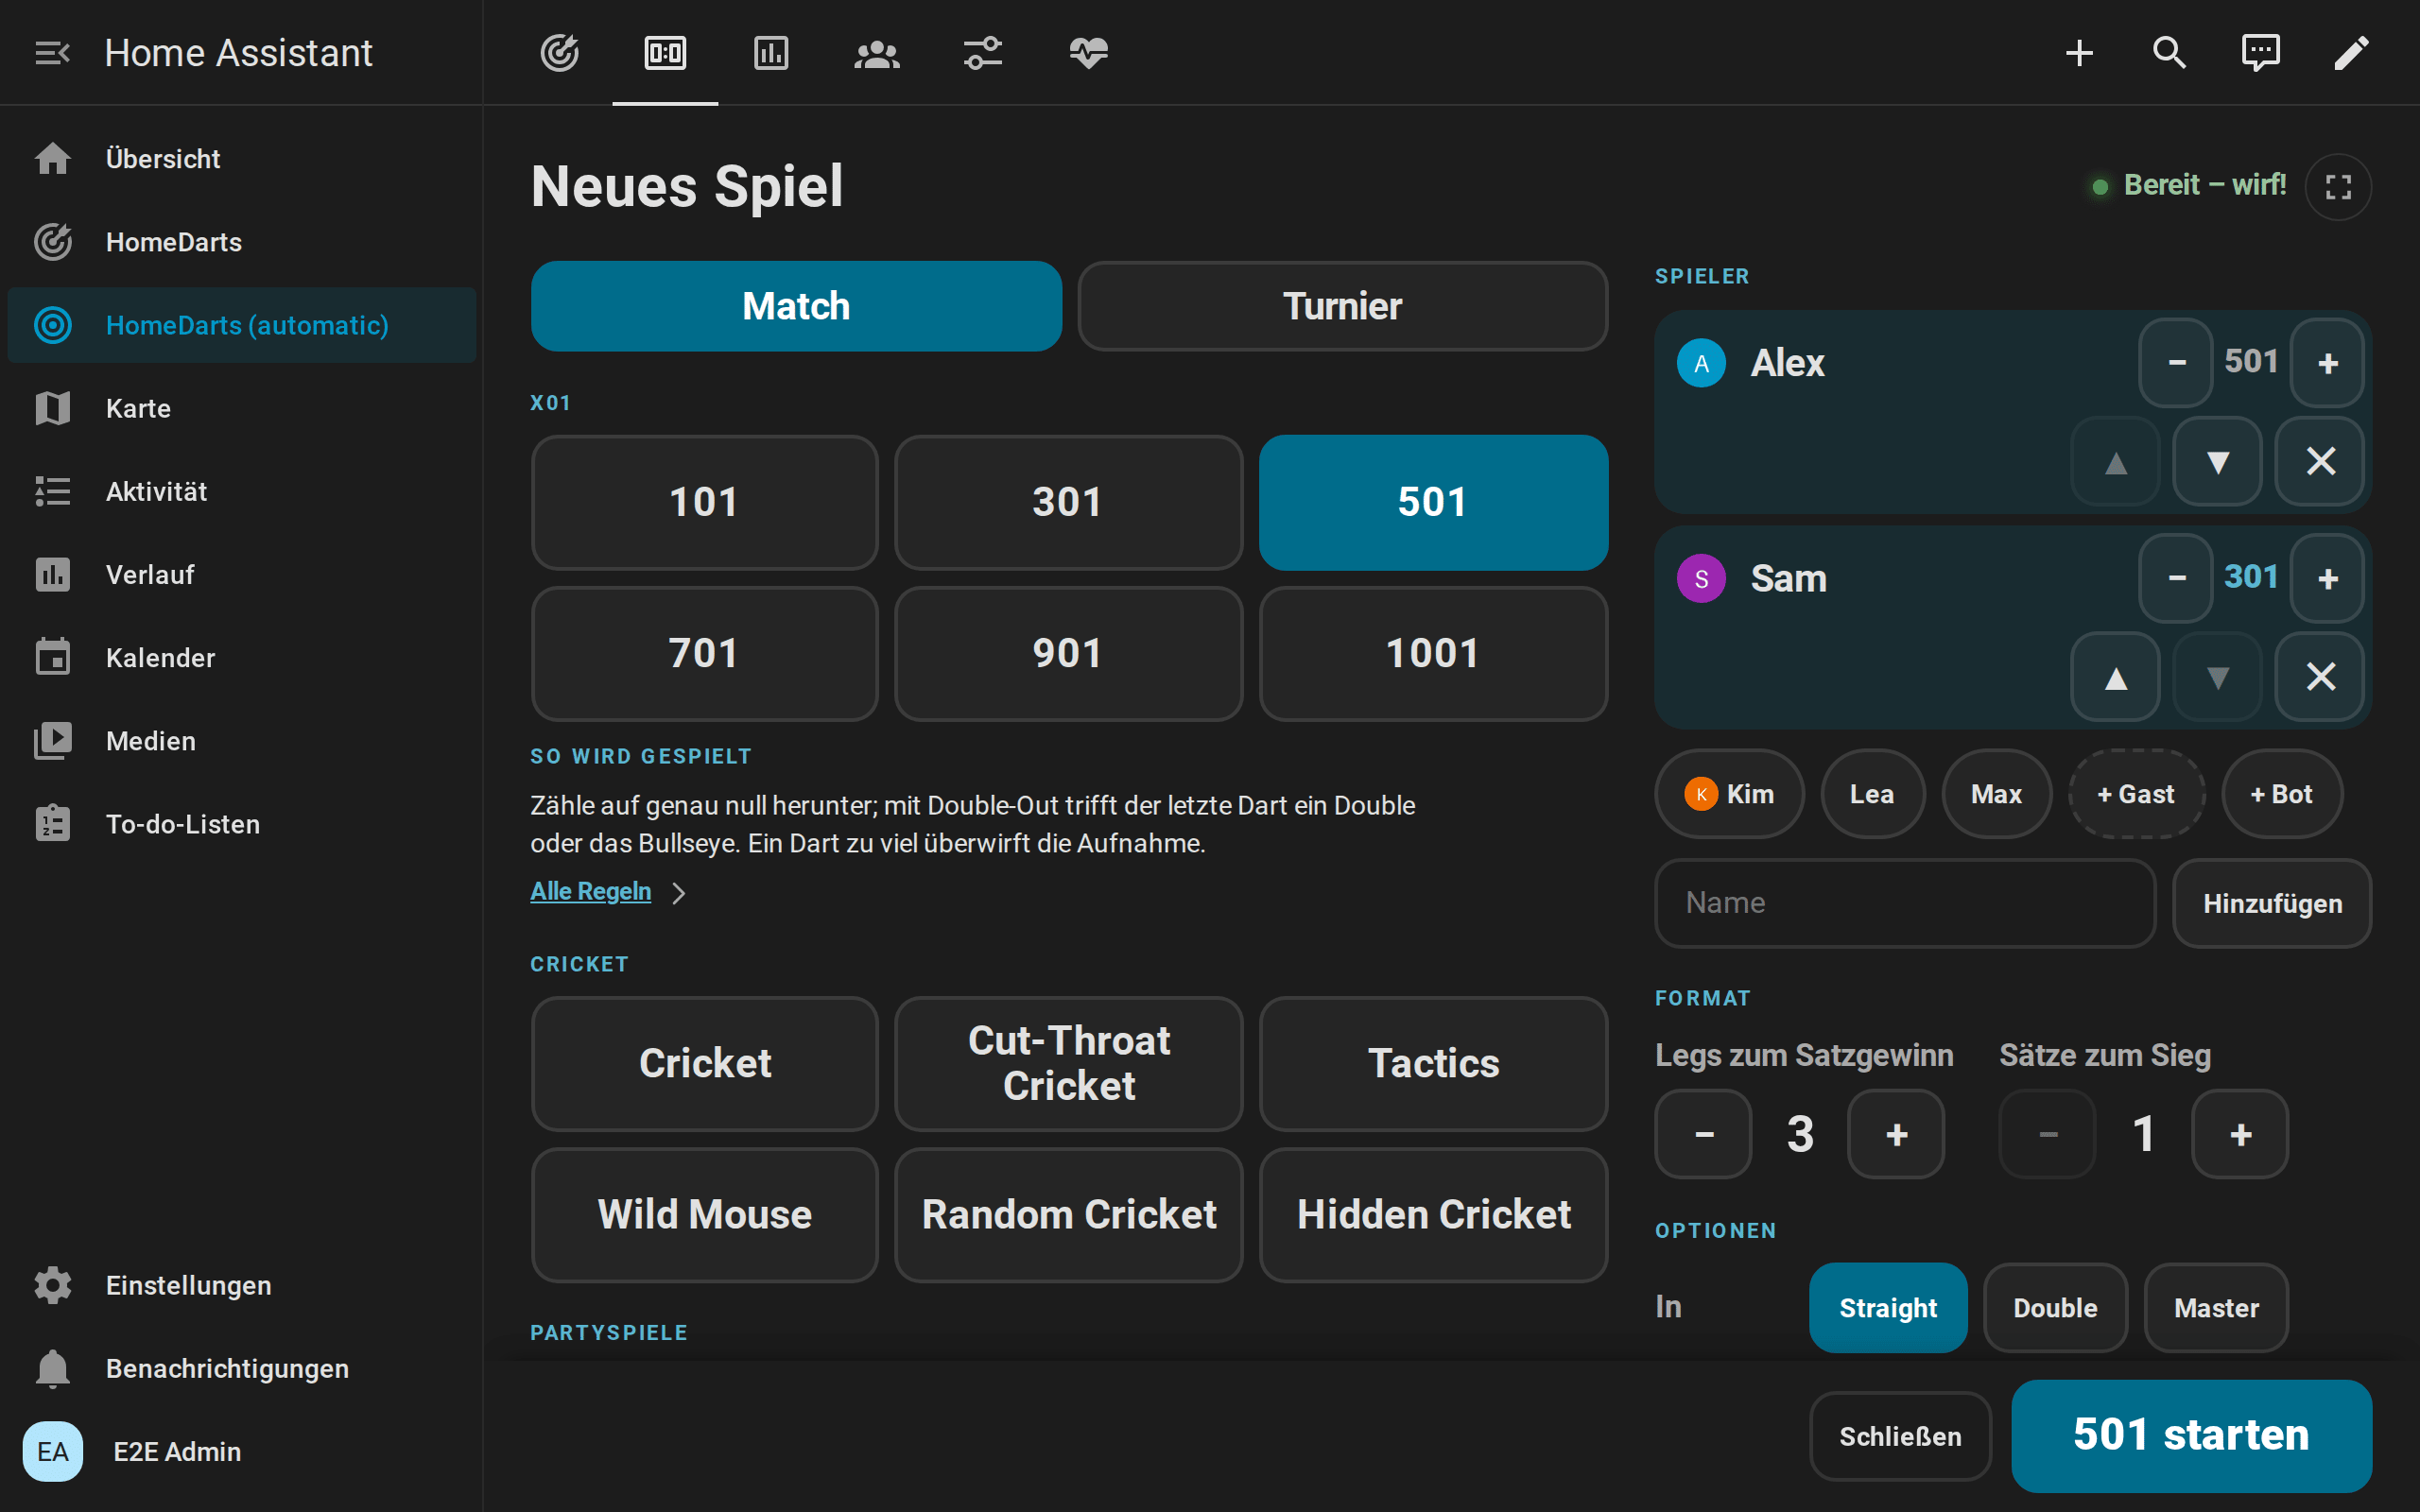 Home Assistant
Übersicht
HomeDarts
HomeDarts (automatic)
Karte
Aktivität
Verlauf
Kalender
Medien
To-do-Listen
Einstellungen
Benachrichtigungen
EA
E2E Admin
Neues Spiel
Bereit – wirf!
Match
Turnier
X01
101
301
501
701
901
1001
SO WIRD GESPIELT
Zähle auf genau null herunter; mit Double-Out trifft der letzte Dart ein Double
oder das Bullseye. Ein Dart zu viel überwirft die Aufnahme.
Alle Regeln
CRICKET
Cricket
Cut-Throat
Cricket
Tactics
Wild Mouse
Random Cricket
Hidden Cricket
PARTYSPIELE
SPIELER
A
Alex
− 501 +
▲ ▼ ✕
S
Sam
− 301 +
▲ ▼ ✕
K Kim
Lea
Max
+ Gast
+ Bot
Name
Hinzufügen
FORMAT
Legs zum Satzgewinn
− 3 +
Sätze zum Sieg
− 1 +
OPTIONEN
In
Straight
Double
Master
Schließen
501 starten